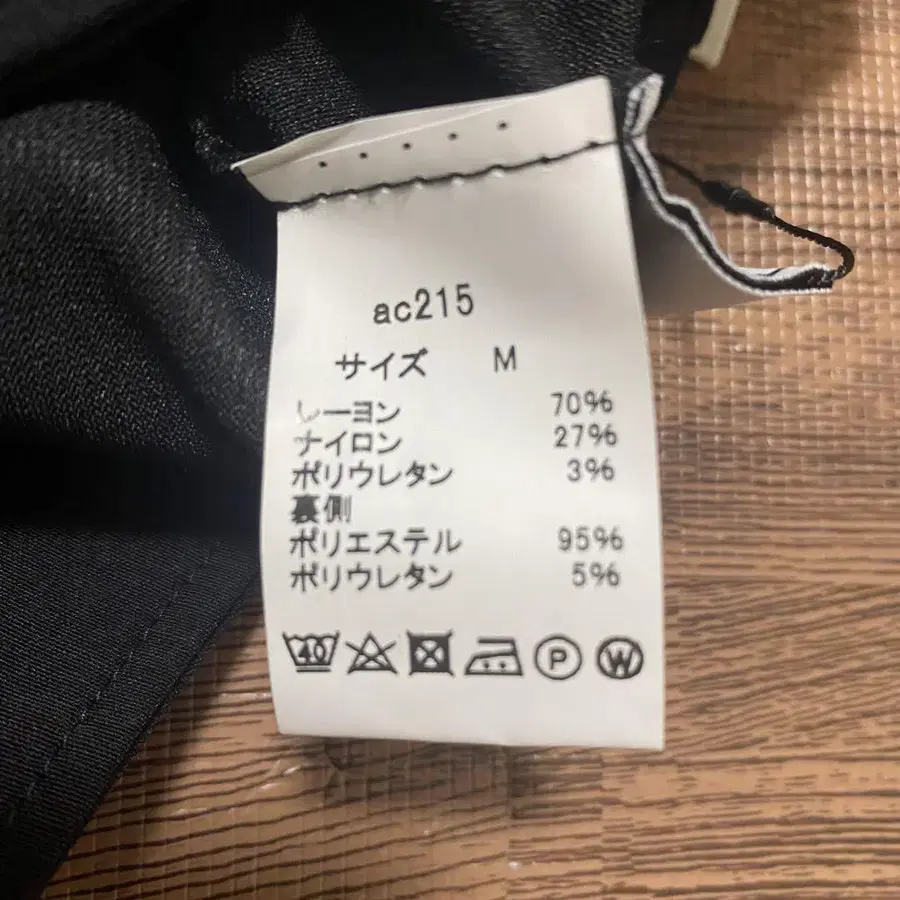 ac215
サイズ M
レーヨン 70%
ナイロン 27%
ポリウレタン 3%
裏側
ポリエステル 95%
ポリウレタン 5%
40 P W